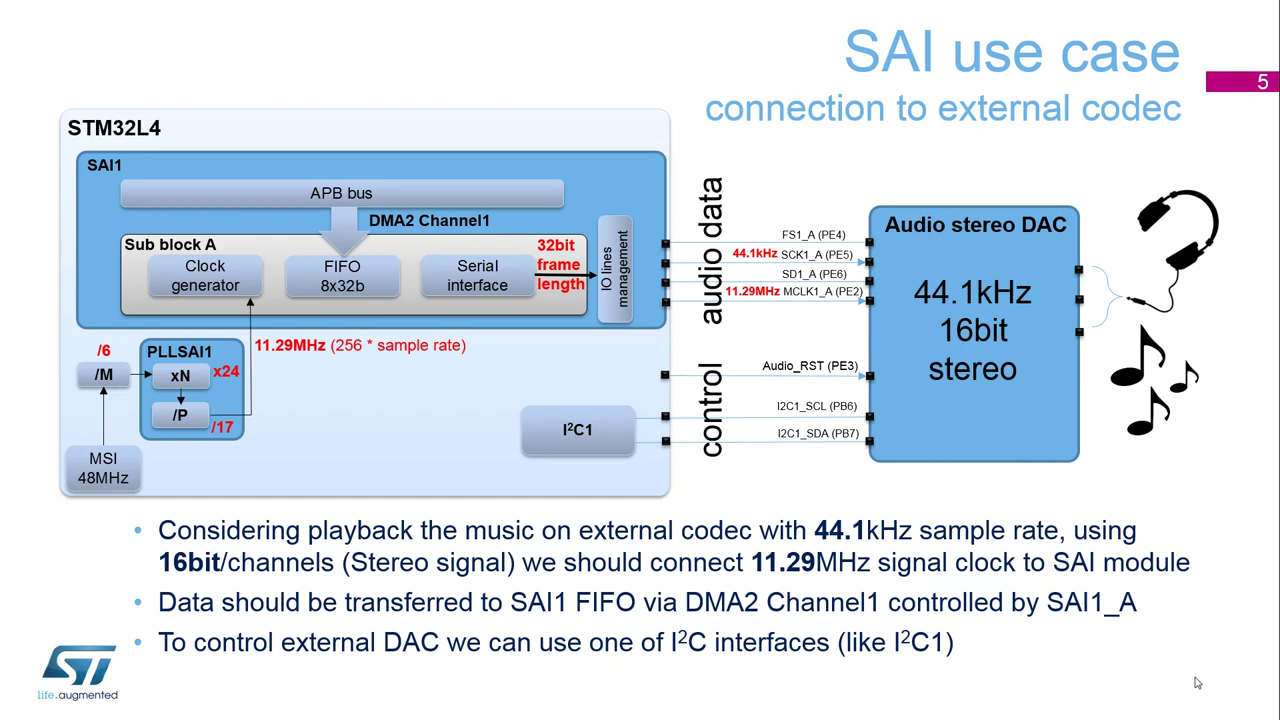 SAI use case
5
connection to external codec
STM32L4
SAI1
APB bus
DMA2 Channel1
Sub block A
Clock
generator
FIFO
8x32b
Serial
interface
32bit
frame
length
IO lines
management
11.29MHz (256 * sample rate)
/6
/M
PLLSAI1
xN
x24
/P
/17
MSI
48MHz
I²C1
audio data
control
FS1_A (PE4)
44.1kHz SCK1_A (PE5)
SD1_A (PE6)
11.29MHz MCLK1_A (PE2)
Audio_RST (PE3)
I2C1_SCL (PB6)
I2C1_SDA (PB7)
Audio stereo DAC
44.1kHz
16bit
stereo
• Considering playback the music on external codec with 44.1kHz sample rate, using
16bit/channels (Stereo signal) we should connect 11.29MHz signal clock to SAI module
• Data should be transferred to SAI1 FIFO via DMA2 Channel1 controlled by SAI1_A
• To control external DAC we can use one of I²C interfaces (like I²C1)
ST
life.augmented